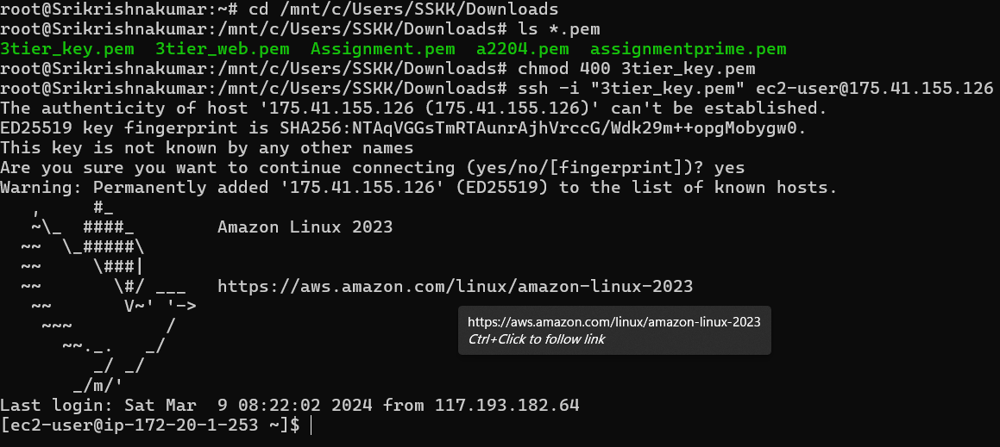 root@Srikrishnakumar:~# cd /mnt/c/Users/SSKK/Downloads
root@Srikrishnakumar:/mnt/c/Users/SSKK/Downloads# ls *.pem
3tier_key.pem  3tier_web.pem  Assignment.pem  a2204.pem  assignmentprime.pem
root@Srikrishnakumar:/mnt/c/Users/SSKK/Downloads# chmod 400 3tier_key.pem
root@Srikrishnakumar:/mnt/c/Users/SSKK/Downloads# ssh -i "3tier_key.pem" ec2-user@175.41.155.126
The authenticity of host '175.41.155.126 (175.41.155.126)' can't be established.
ED25519 key fingerprint is SHA256:NTAqVGGsTmRTAunrAjhVrccG/Wdk29m++opgMobygw0.
This key is not known by any other names
Are you sure you want to continue connecting (yes/no/[fingerprint])? yes
Warning: Permanently added '175.41.155.126' (ED25519) to the list of known hosts.
   ,     #_
   ~\_  ####_        Amazon Linux 2023
  ~~  \_#####\
  ~~     \###|
  ~~       \#/ ___   https://aws.amazon.com/linux/amazon-linux-2023
   ~~       V~' '->
    ~~~         /
      ~~._.   _/
         _/ _/
       _/m/'
https://aws.amazon.com/linux/amazon-linux-2023
Ctrl+Click to follow link
Last login: Sat Mar  9 08:22:02 2024 from 117.193.182.64
[ec2-user@ip-172-20-1-253 ~]$